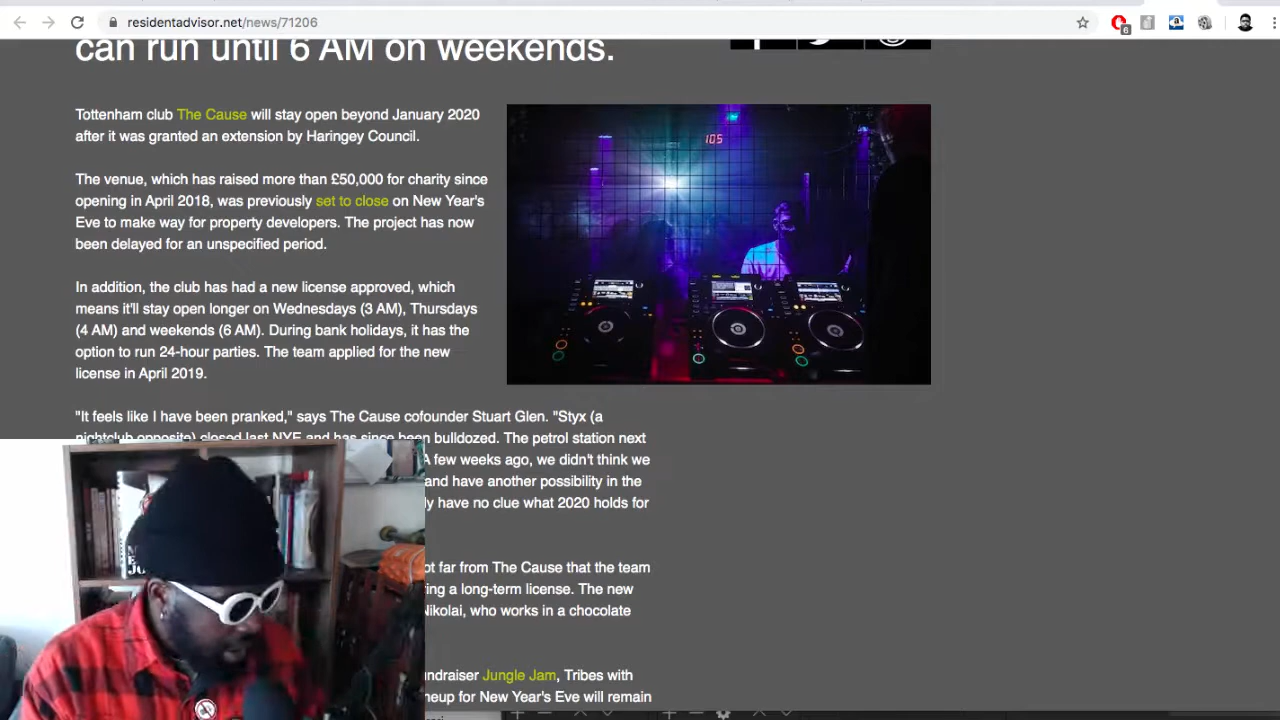 residentadvisor.net/news/71206
6
can run until 6 AM on weekends.
Tottenham club The Cause will stay open beyond January 2020
after it was granted an extension by Haringey Council.
The venue, which has raised more than £50,000 for charity since
opening in April 2018, was previously set to close on New Year's
Eve to make way for property developers. The project has now
been delayed for an unspecified period.
In addition, the club has had a new license approved, which
means it'll stay open longer on Wednesdays (3 AM), Thursdays
(4 AM) and weekends (6 AM). During bank holidays, it has the
option to run 24-hour parties. The team applied for the new
license in April 2019.
105
"It feels like I have been pranked," says The Cause cofounder Stuart Glen. "Styx (a
nightclub opposite) closed last NYE and has since been bulldozed. The petrol station next
A few weeks ago, we didn't think we
and have another possibility in the
have no clue what 2020 holds for
far from The Cause that the team
a long-term license. The new
Nikolai, who works in a chocolate
Jungle Jam, Tribes with
for New Year's Eve will remain